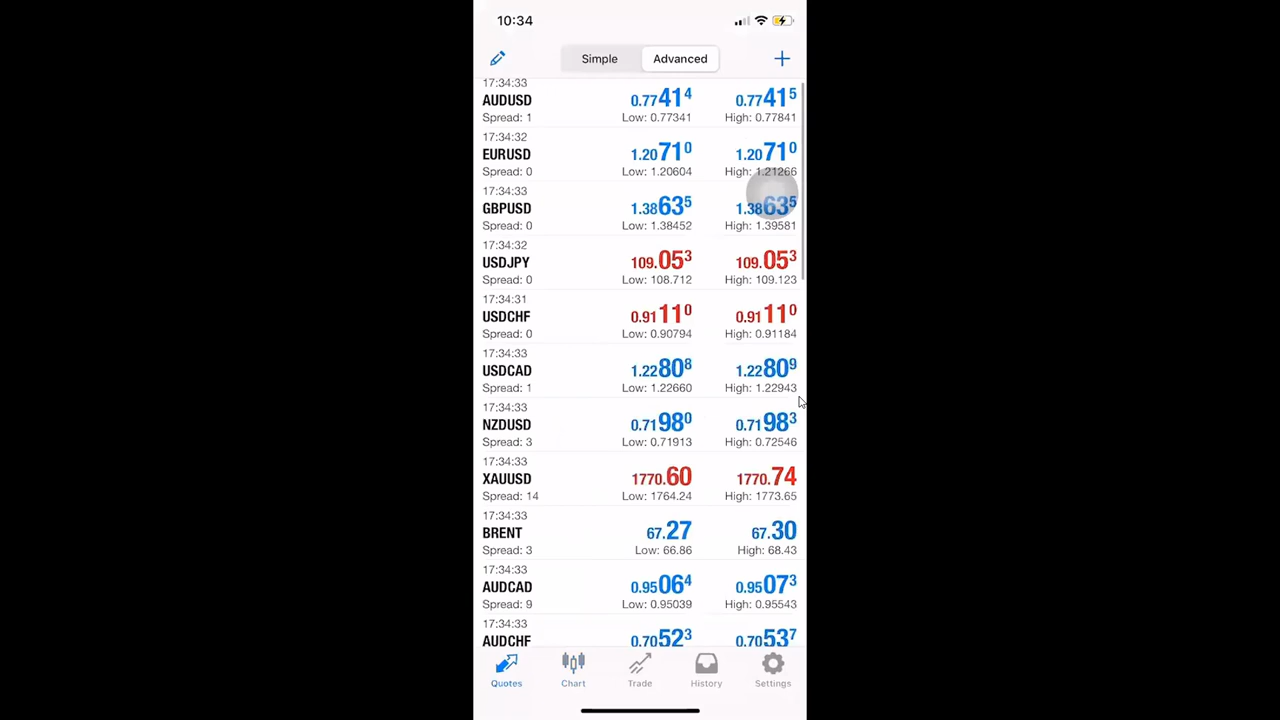 10:34
Simple Advanced
17:34:33
AUDUSD 0.77414 0.77415
Spread: 1 Low: 0.77341 High: 0.77841
17:34:32
EURUSD 1.20710 1.20710
Spread: 0 Low: 1.20604 High: 1.21266
17:34:33
GBPUSD 1.38635 1.38635
Spread: 0 Low: 1.38452 High: 1.39581
17:34:32
USDJPY 109.053 109.053
Spread: 0 Low: 108.712 High: 109.123
17:34:31
USDCHF 0.91110 0.91110
Spread: 0 Low: 0.90794 High: 0.91184
17:34:33
USDCAD 1.22808 1.22809
Spread: 1 Low: 1.22660 High: 1.22943
17:34:33
NZDUSD 0.71980 0.71983
Spread: 3 Low: 0.71913 High: 0.72546
17:34:33
XAUUSD 1770.60 1770.74
Spread: 14 Low: 1764.24 High: 1773.65
17:34:33
BRENT 67.27 67.30
Spread: 3 Low: 66.86 High: 68.43
17:34:33
AUDCAD 0.95064 0.95073
Spread: 9 Low: 0.95039 High: 0.95543
17:34:33
AUDCHF 0.70523 0.70537
Quotes Chart Trade History Settings